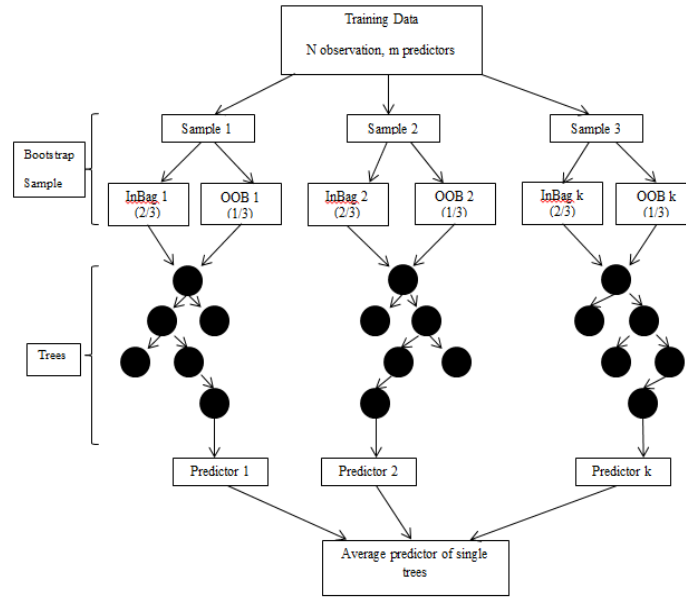 Training Data
N observation, m predictors
Sample 1
Sample 2
Sample 3
Bootstrap
Sample
InBag 1
(2/3)
OOB 1
(1/3)
InBag 2
(2/3)
OOB 2
(1/3)
InBag k
(2/3)
OOB k
(1/3)
Trees
Predictor 1
Predictor 2
Predictor k
Average predictor of single
trees